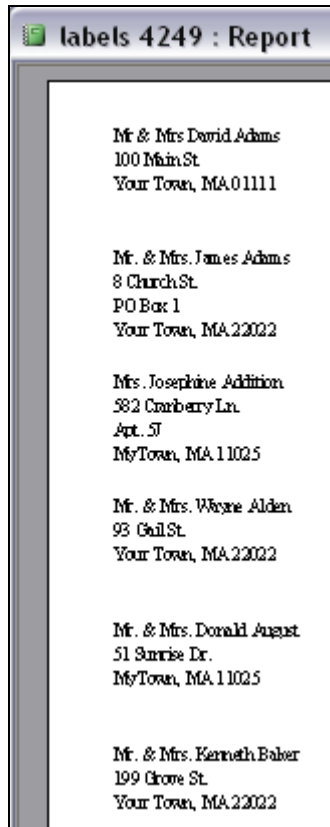 labels 4249 : Report
Mr & Mrs David Adams
100 Main St.
Your Town, MA 01111
Mr. & Mrs. James Adams
8 Church St.
PO Box 1
Your Town, MA 22022
Mrs. Josephine Addition
582 Cranberry Ln.
Apt. 5J
MyTown, MA 11025
Mr. & Mrs. Wayne Alden
93 Gail St.
Your Town, MA 22022
Mr. & Mrs. Donald August
51 Sunrise Dr.
MyTown, MA 11025
Mr. & Mrs. Kenneth Baker
199 Grove St.
Your Town, MA 22022